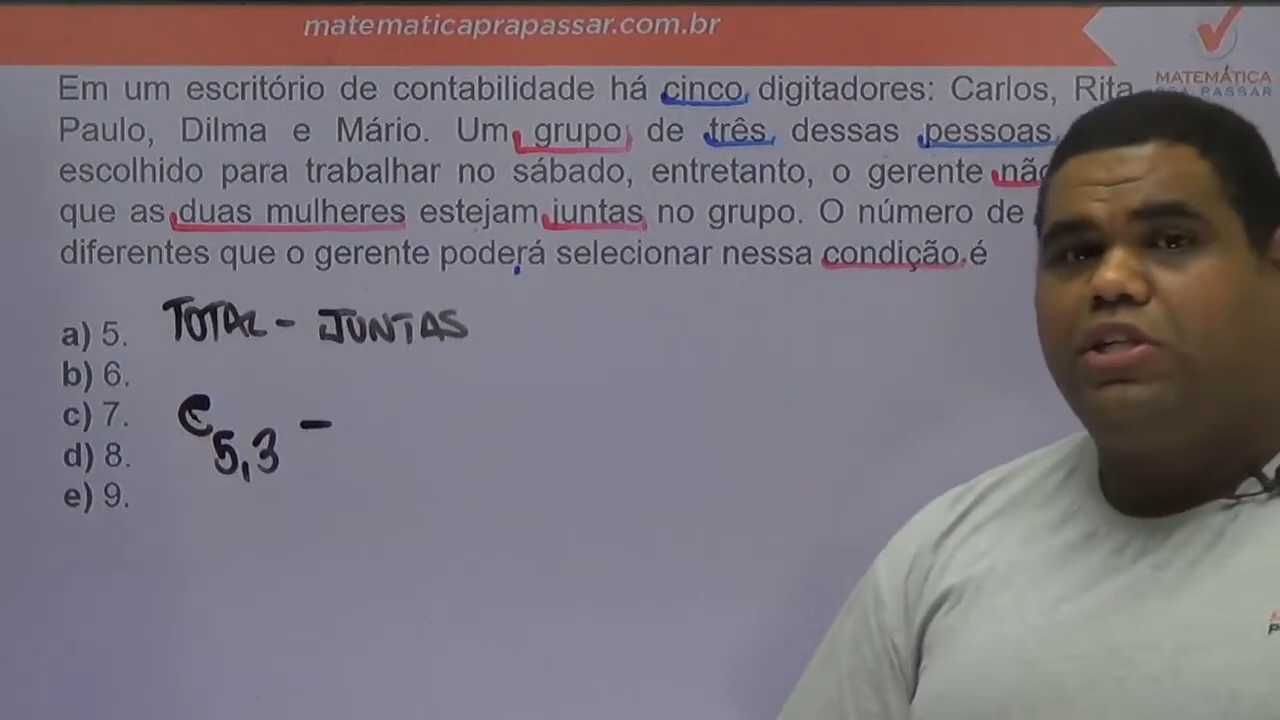 matematicaprapassar.com.br
MATEMÁTICA
PRA PASSAR
Em um escritório de contabilidade há cinco digitadores: Carlos, Rita
Paulo, Dilma e Mário. Um grupo de três dessas pessoas
escolhido para trabalhar no sábado, entretanto, o gerente
que as duas mulheres estejam juntas no grupo. O número de
diferentes que o gerente poderá selecionar nessa condição é
a) 5. TOTAL - JUNTAS
b) 6.
c) 7. C5,3 -
d) 8.
e) 9.